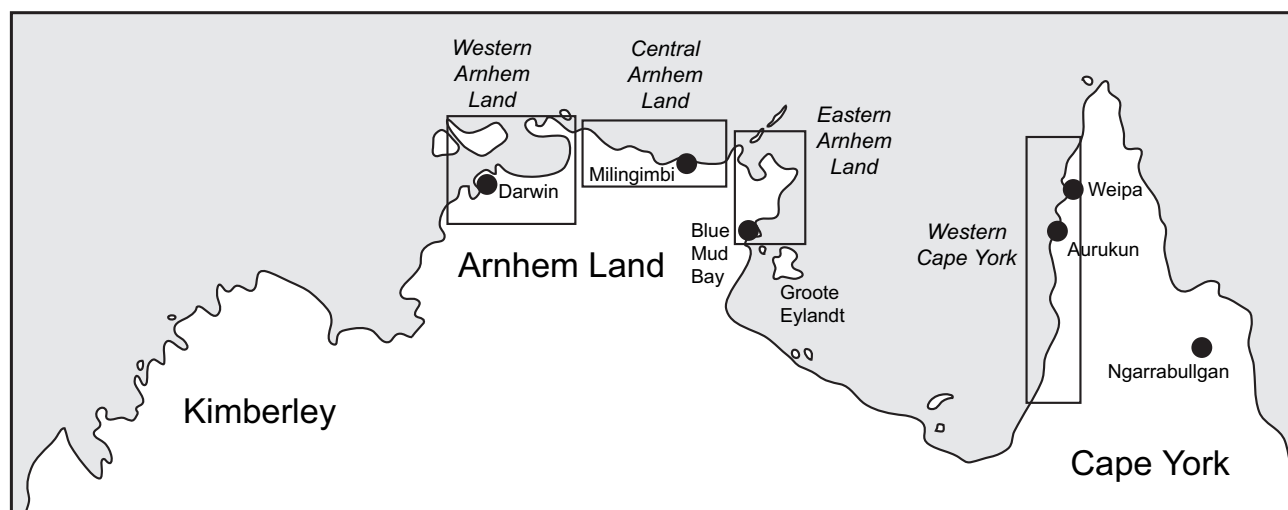 Western
Arnhem
Land
Central
Arnhem
Land
Eastern
Arnhem
Land
Darwin
Milingimbi
Weipa
Blue
Mud
Bay
Western
Cape York
Aurukun
Arnhem Land
Groote
Eylandt
Ngarrabullgan
Kimberley
Cape York